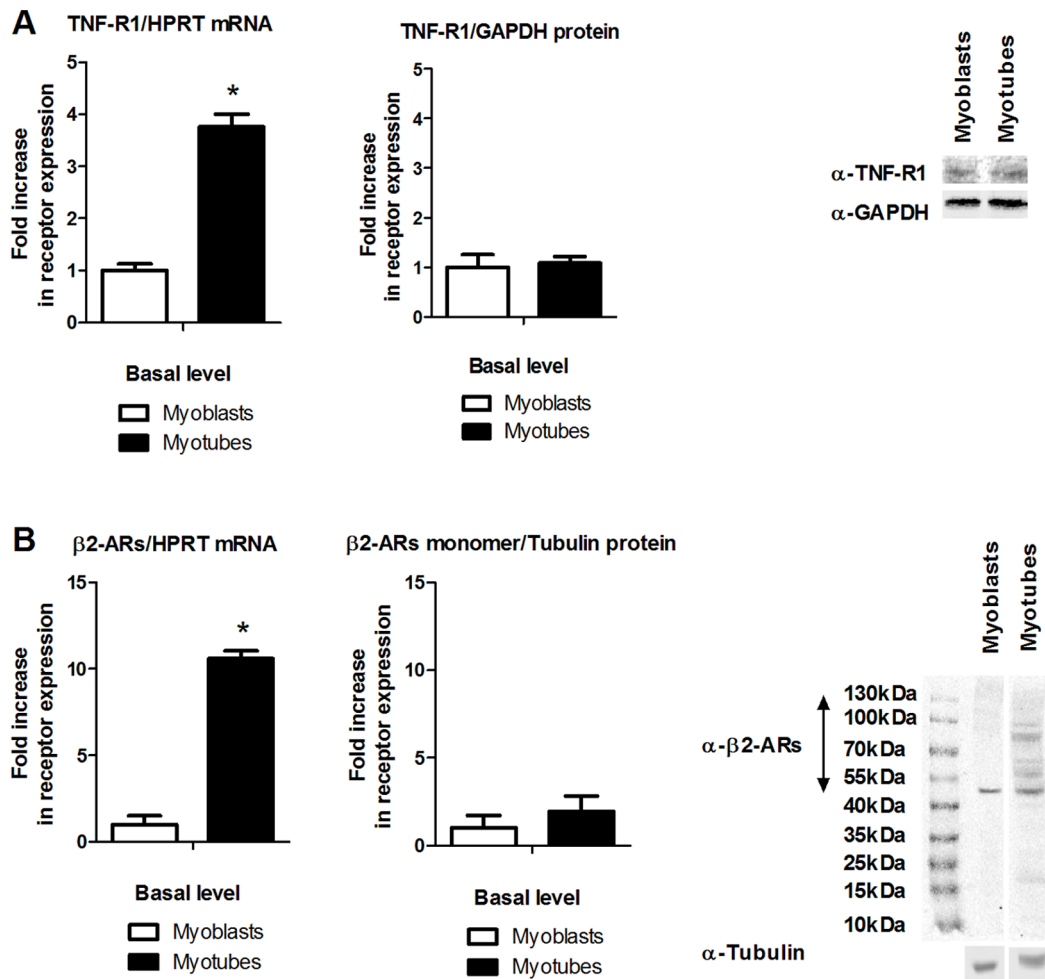 A
TNF-R1/HPRT mRNA
Fold increase
in receptor expression
5
4
3
2
1
0
*
Basal level
Myoblasts
Myotubes
TNF-R1/GAPDH protein
Fold increase
in receptor expression
5
4
3
2
1
0
Basal level
Myoblasts
Myotubes
Myoblasts
Myotubes
α-TNF-R1
α-GAPDH
B
β2-ARs/HPRT mRNA
Fold increase
in receptor expression
15
10
5
0
*
Basal level
Myoblasts
Myotubes
β2-ARs monomer/Tubulin protein
Fold increase
in receptor expression
15
10
5
0
Basal level
Myoblasts
Myotubes
Myoblasts
Myotubes
α-β2-ARs
130kDa
100kDa
70kDa
55kDa
40kDa
35kDa
25kDa
15kDa
10kDa
α-Tubulin